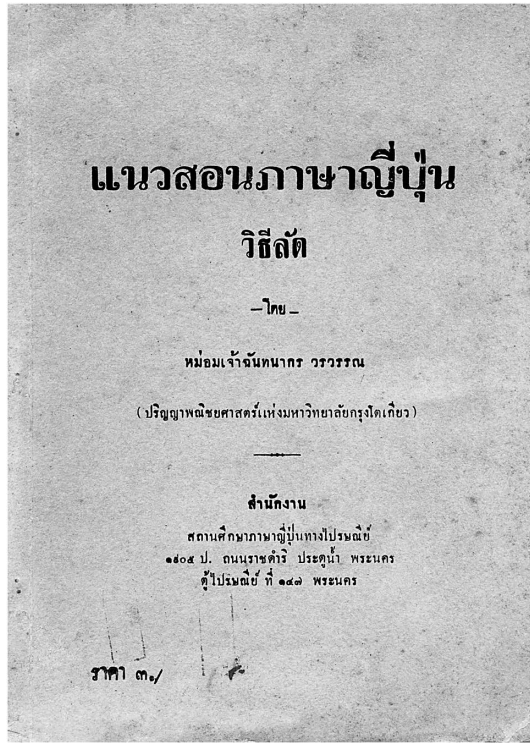 แนวสอนภาษาญี่ปุ่น
วิธีลัด
—โดย—
หม่อมเจ้าฉันทนากร วรวรรณ
(ปริญญาพณิชยศาสตร์แห่งมหาวิทยาลัยกรุงโตเกียว)
สำนักงาน
สถานศึกษาภาษาญี่ปุ่นทางไปรษณีย์
๑๙๐๕ ป. ถนนราชดำริ ประตูน้ำ พระนคร
ตู้ไปรษณีย์ ที่ ๑๔๗ พระนคร
ราคา ๓./